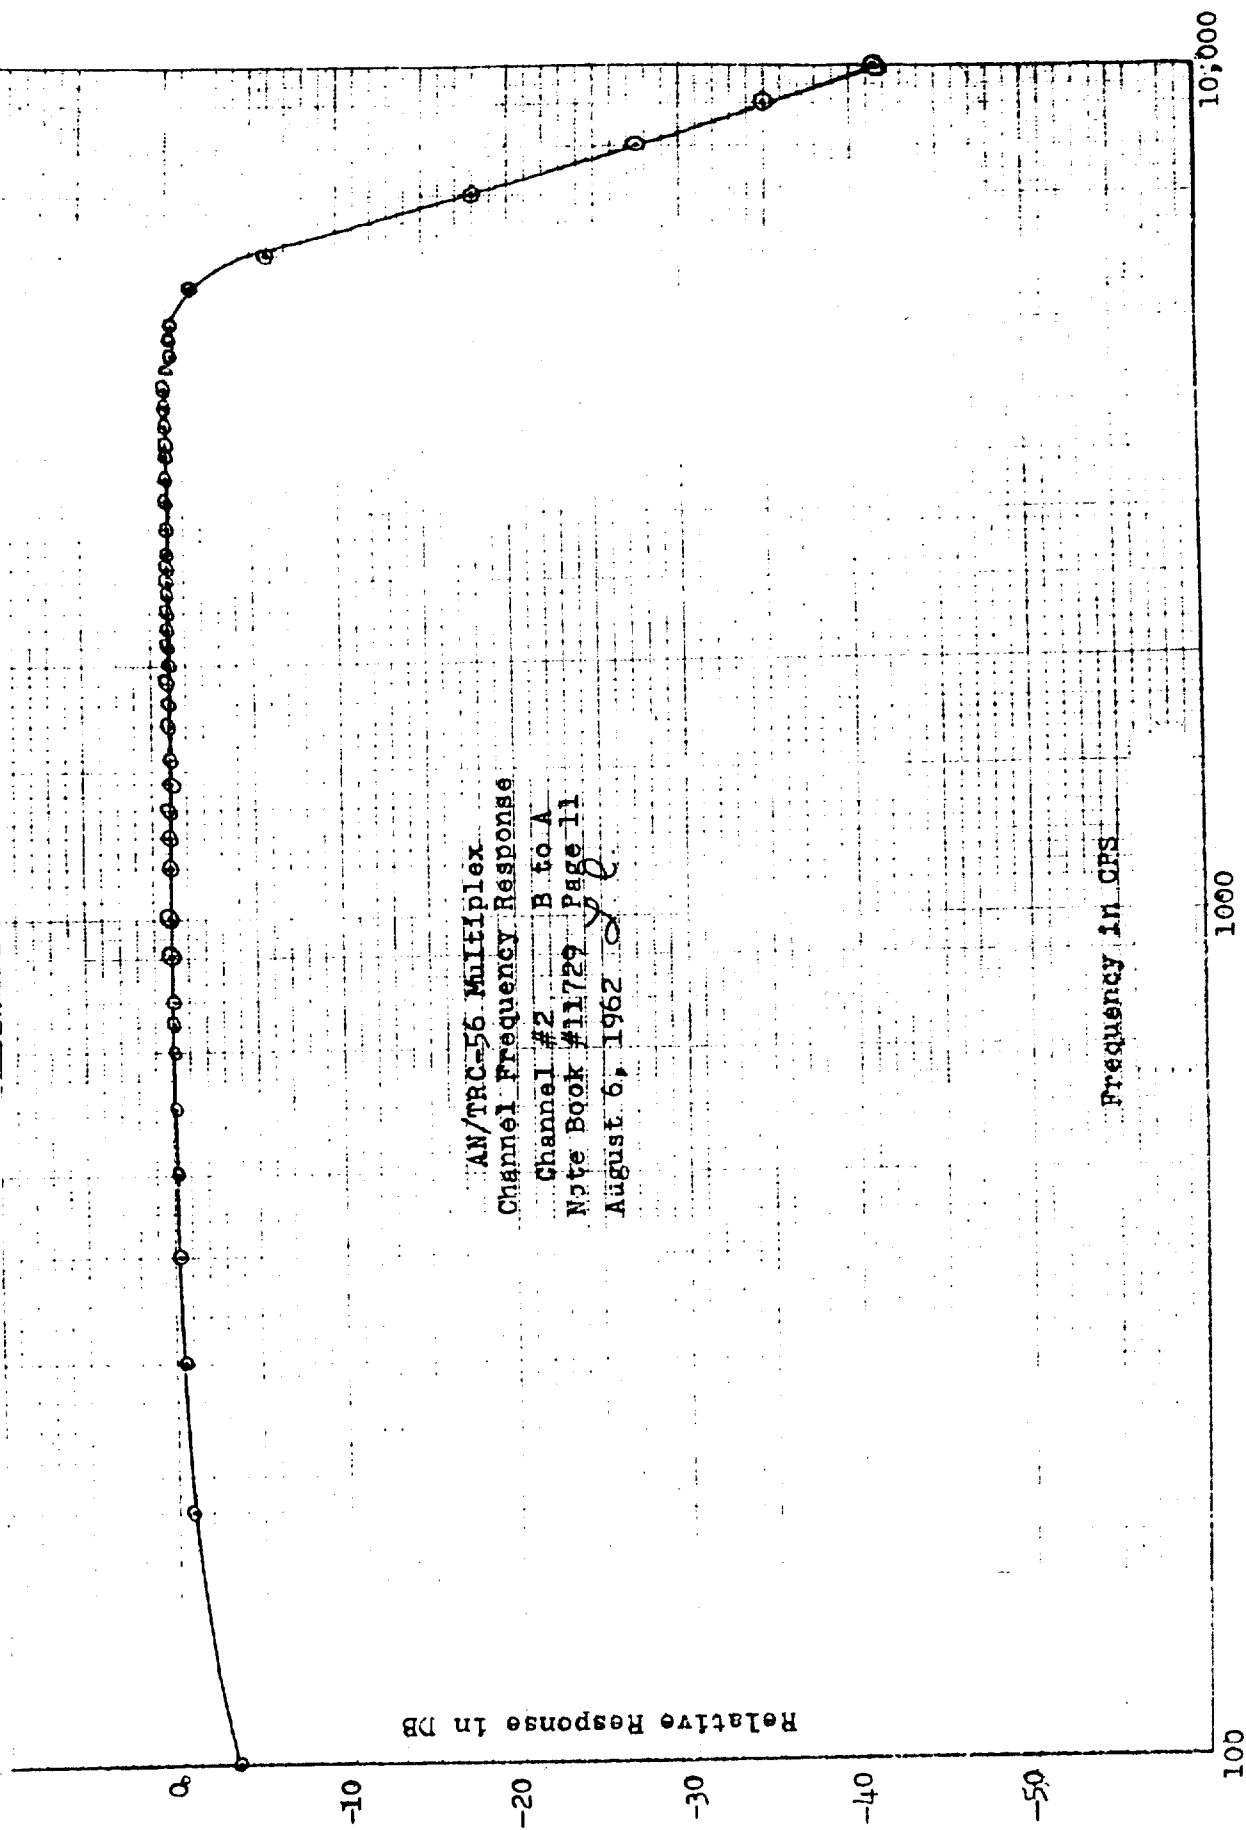 0
-10
-20
-30
-40
-50
Relative Response in DB
AN/TRC-56 Multiplex
Channel Frequency Response
Channel #2 B to A
Note Book #11729 Page 11
August 6, 1962
Frequency in CPS
100
1000
10,000